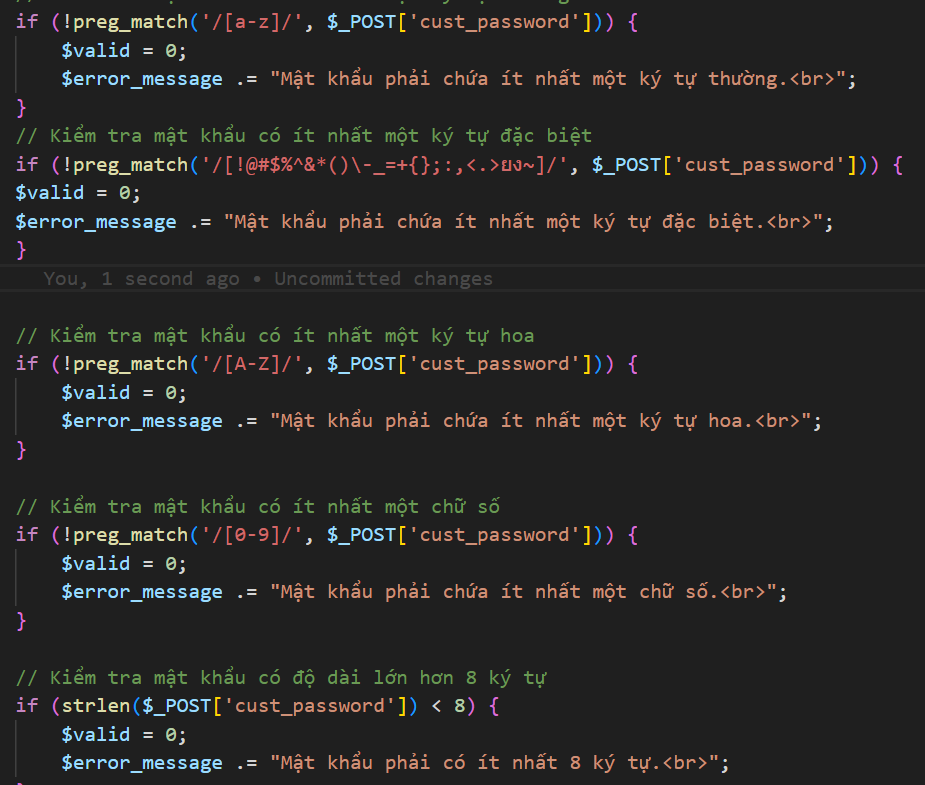 if (!preg_match('/[a-z]/', $_POST['cust_password'])) {
$valid = 0;
$error_message .= "Mật khẩu phải chứa ít nhất một ký tự thường.<br>";
}
// Kiểm tra mật khẩu có ít nhất một ký tự đặc biệt
if (!preg_match('/[!@#$%^&*()\-_=+{};:,<.>ยง~]/', $_POST['cust_password'])) {
$valid = 0;
$error_message .= "Mật khẩu phải chứa ít nhất một ký tự đặc biệt.<br>";
}
You, 1 second ago • Uncommitted changes
// Kiểm tra mật khẩu có ít nhất một ký tự hoa
if (!preg_match('/[A-Z]/', $_POST['cust_password'])) {
$valid = 0;
$error_message .= "Mật khẩu phải chứa ít nhất một ký tự hoa.<br>";
}
// Kiểm tra mật khẩu có ít nhất một chữ số
if (!preg_match('/[0-9]/', $_POST['cust_password'])) {
$valid = 0;
$error_message .= "Mật khẩu phải chứa ít nhất một chữ số.<br>";
}
// Kiểm tra mật khẩu có độ dài lớn hơn 8 ký tự
if (strlen($_POST['cust_password']) < 8) {
$valid = 0;
$error_message .= "Mật khẩu phải có ít nhất 8 ký tự.<br>";